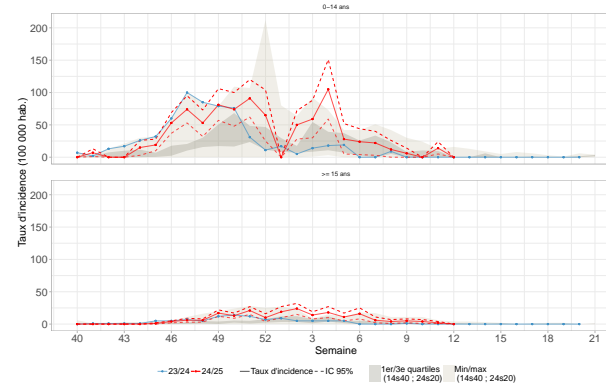 0−14 ans
200
150
100
50
0
>= 15 ans
200
150
100
50
0
Taux d'incidence (100 000 hab.)
40 43 46 49 52 3 6 9 12 15 18 21
Semaine
23/24 24/25 Taux d'incidence IC 95% 1er/3e quartiles (14s40 ; 24s20) Min/max (14s40 ; 24s20)